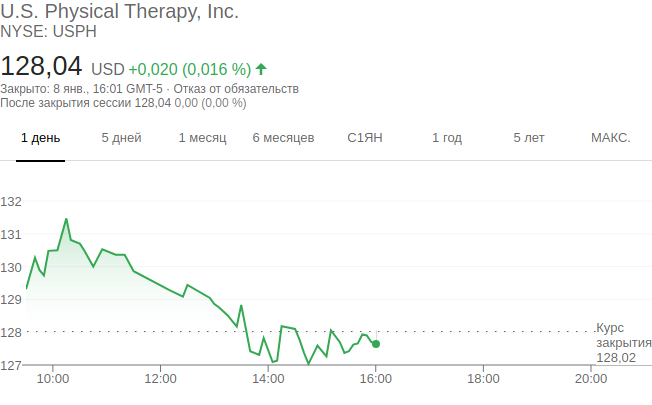 U.S. Physical Therapy, Inc.
NYSE: USPH
128,04 USD +0,020 (0,016 %)
Закрыто: 8 янв., 16:01 GMT-5 · Отказ от обязательств
После закрытия сессии 128,04 0,00 (0,00 %)
1 день 5 дней 1 месяц 6 месяцев С1ЯН 1 год 5 лет МАКС.
132
131
130
129
128
127
Курс
закрытия
128,02
10:00 12:00 14:00 16:00 18:00 20:00